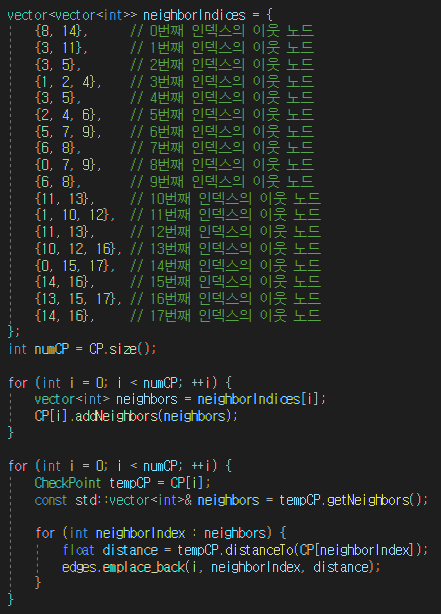 vector<vector<int>> neighborIndices = {
    {8, 14},     // 0번째 인덱스의 이웃 노드
    {3, 11},     // 1번째 인덱스의 이웃 노드
    {3, 5},      // 2번째 인덱스의 이웃 노드
    {1, 2, 4},   // 3번째 인덱스의 이웃 노드
    {3, 5},      // 4번째 인덱스의 이웃 노드
    {2, 4, 6},   // 5번째 인덱스의 이웃 노드
    {5, 7, 9},   // 6번째 인덱스의 이웃 노드
    {6, 8},      // 7번째 인덱스의 이웃 노드
    {0, 7, 9},   // 8번째 인덱스의 이웃 노드
    {6, 8},      // 9번째 인덱스의 이웃 노드
    {11, 13},    // 10번째 인덱스의 이웃 노드
    {1, 10, 12}, // 11번째 인덱스의 이웃 노드
    {11, 13},    // 12번째 인덱스의 이웃 노드
    {10, 12, 16}, // 13번째 인덱스의 이웃 노드
    {0, 15, 17}, // 14번째 인덱스의 이웃 노드
    {14, 16},    // 15번째 인덱스의 이웃 노드
    {13, 15, 17}, // 16번째 인덱스의 이웃 노드
    {14, 16},    // 17번째 인덱스의 이웃 노드
};
int numCP = CP.size();
for (int i = 0; i < numCP; ++i) {
    vector<int> neighbors = neighborIndices[i];
    CP[i].addNeighbors(neighbors);
}
for (int i = 0; i < numCP; ++i) {
    CheckPoint tempCP = CP[i];
    const std::vector<int>& neighbors = tempCP.getNeighbors();
    for (int neighborIndex : neighbors) {
        float distance = tempCP.distanceTo(CP[neighborIndex]);
        edges.emplace_back(i, neighborIndex, distance);
    }
}